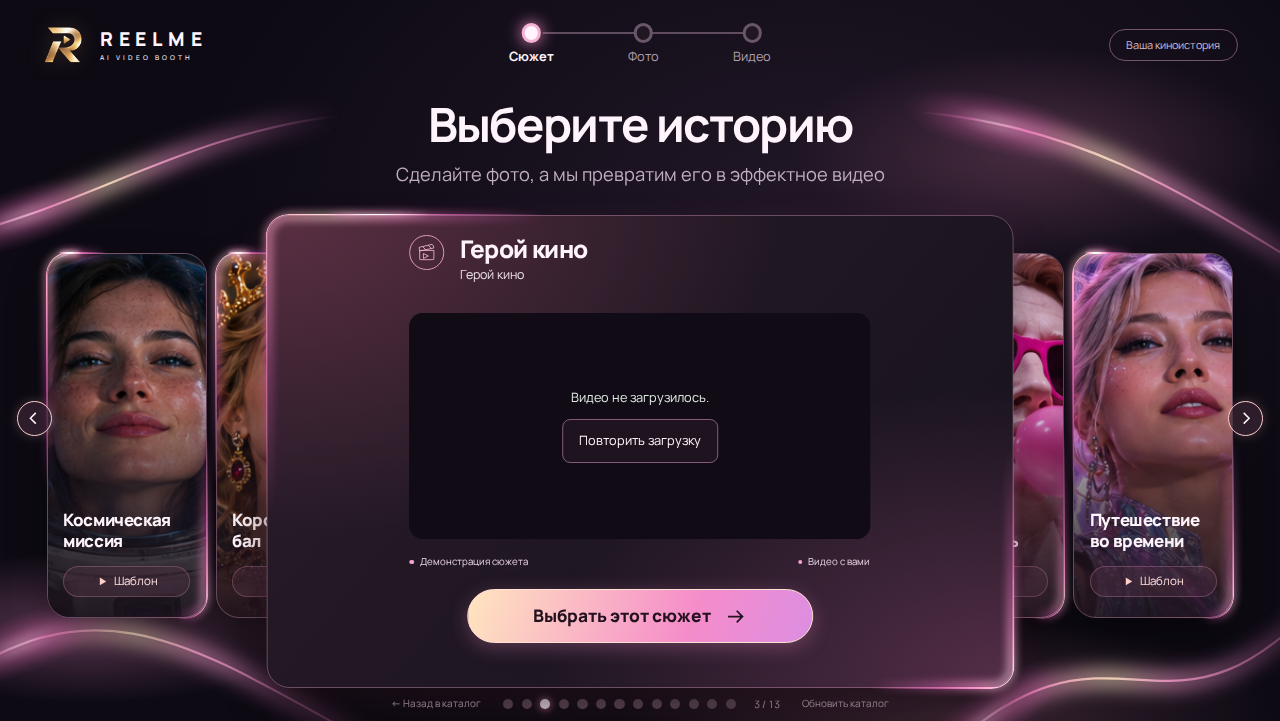 REELME
AI VIDEO BOOTH
Сюжет
Фото
Видео
Ваша киноистория
Выберите историю
Сделайте фото, а мы превратим его в эффектное видео
Герой кино
Герой кино
Видео не загрузилось.
Повторить загрузку
Демонстрация сюжета
Видео с вами
Выбрать этот сюжет →
Космическая
миссия
Шаблон
бал
Путешествие
во времени
Шаблон
← Назад в каталог
3 / 13
Обновить каталог